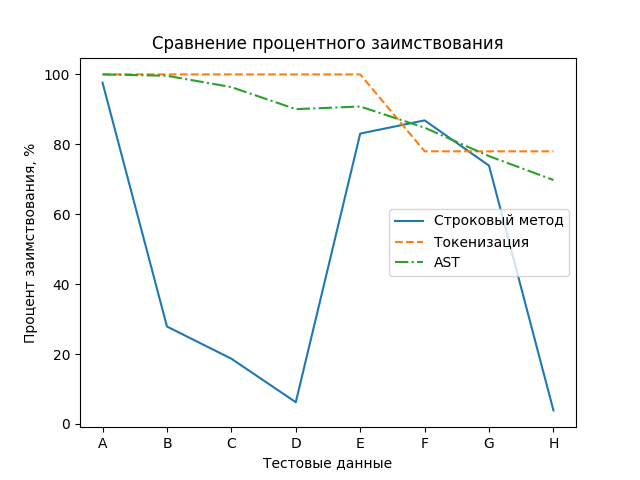 Сравнение процентного заимствования
Процент заимствования, %
100
80
60
40
20
0
Строковый метод
Токенизация
AST
A B C D E F G H
Тестовые данные